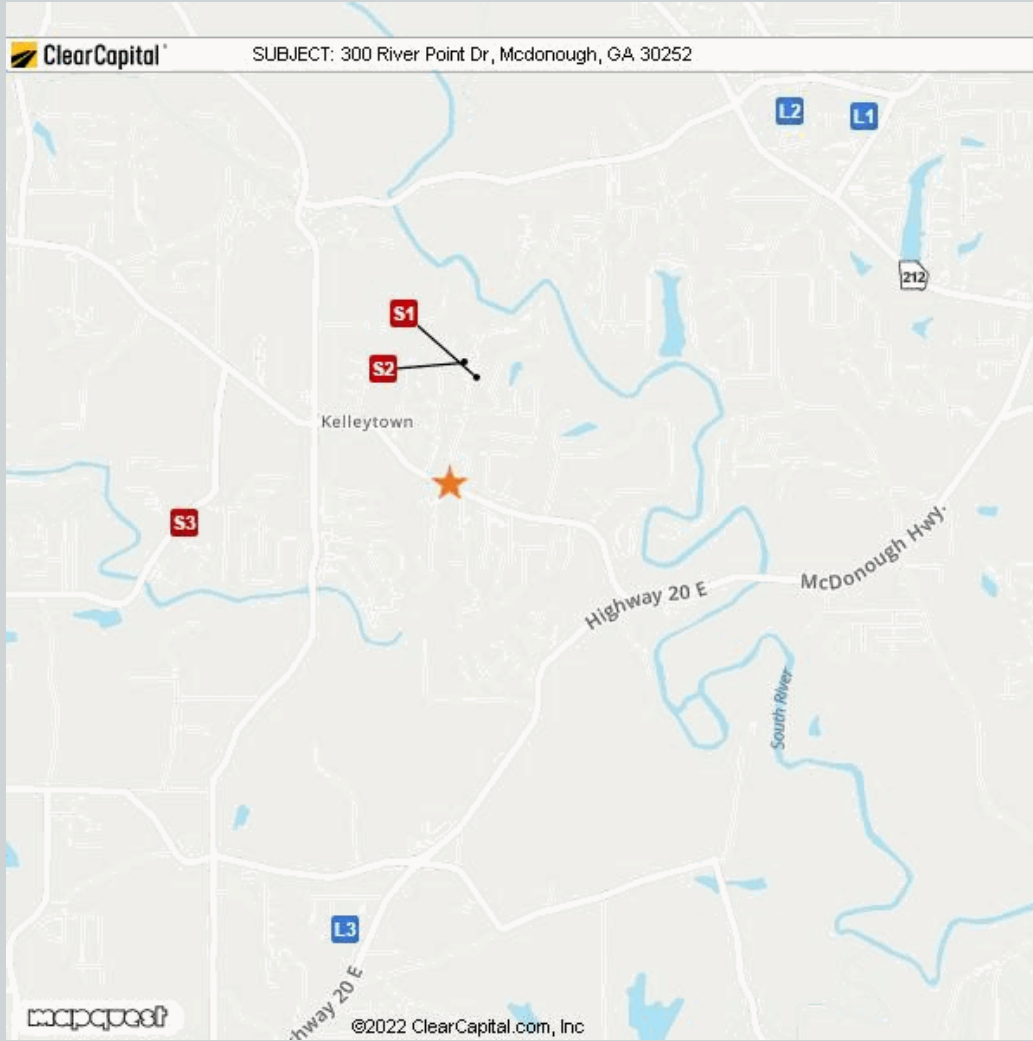 ClearCapital
SUBJECT: 300 River Point Dr, Mcdonough, GA 30252
L2
L1
212
S1
S2
Kelleytown
S3
McDonough Hwy.
Highway 20 E
South River
L3
hway 20 E
mapquest
©2022 ClearCapital.com, Inc